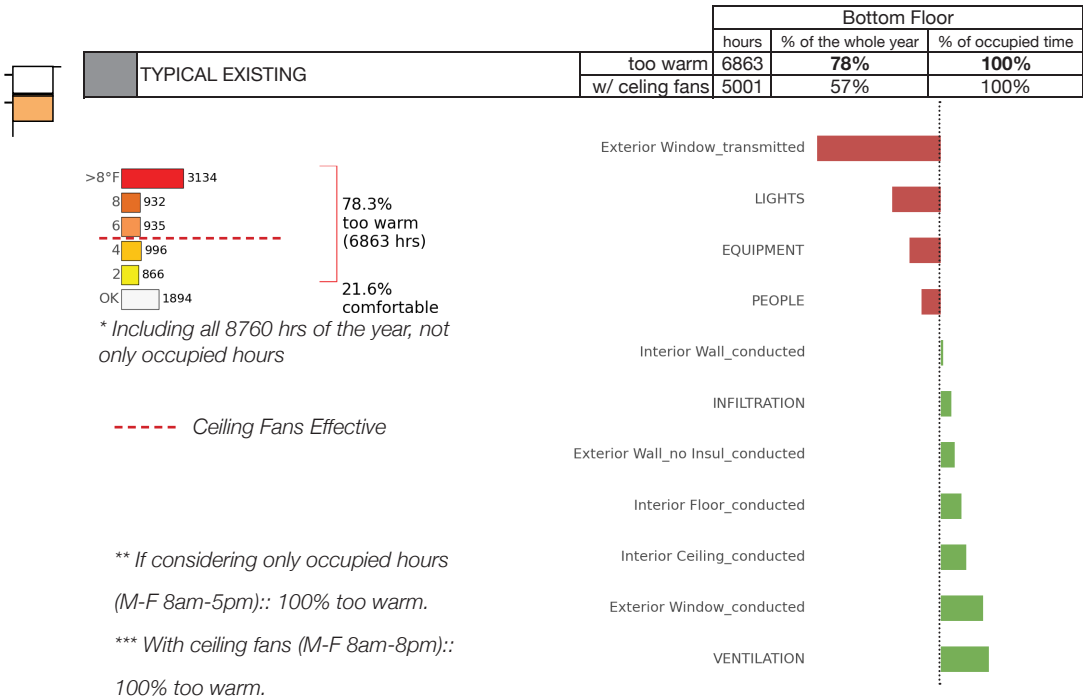 Bottom Floor
hours % of the whole year % of occupied time
TYPICAL EXISTING too warm 6863 78% 100%
w/ celing fans 5001 57% 100%
>8°F 3134
8 932
6 935
4 996
2 866
OK 1894
78.3%
too warm
(6863 hrs)
21.6%
comfortable
* Including all 8760 hrs of the year, not
only occupied hours
Ceiling Fans Effective
** If considering only occupied hours
(M-F 8am-5pm):: 100% too warm.
*** With ceiling fans (M-F 8am-8pm)::
100% too warm.
Exterior Window_transmitted
LIGHTS
EQUIPMENT
PEOPLE
Interior Wall_conducted
INFILTRATION
Exterior Wall_no Insul_conducted
Interior Floor_conducted
Interior Ceiling_conducted
Exterior Window_conducted
VENTILATION